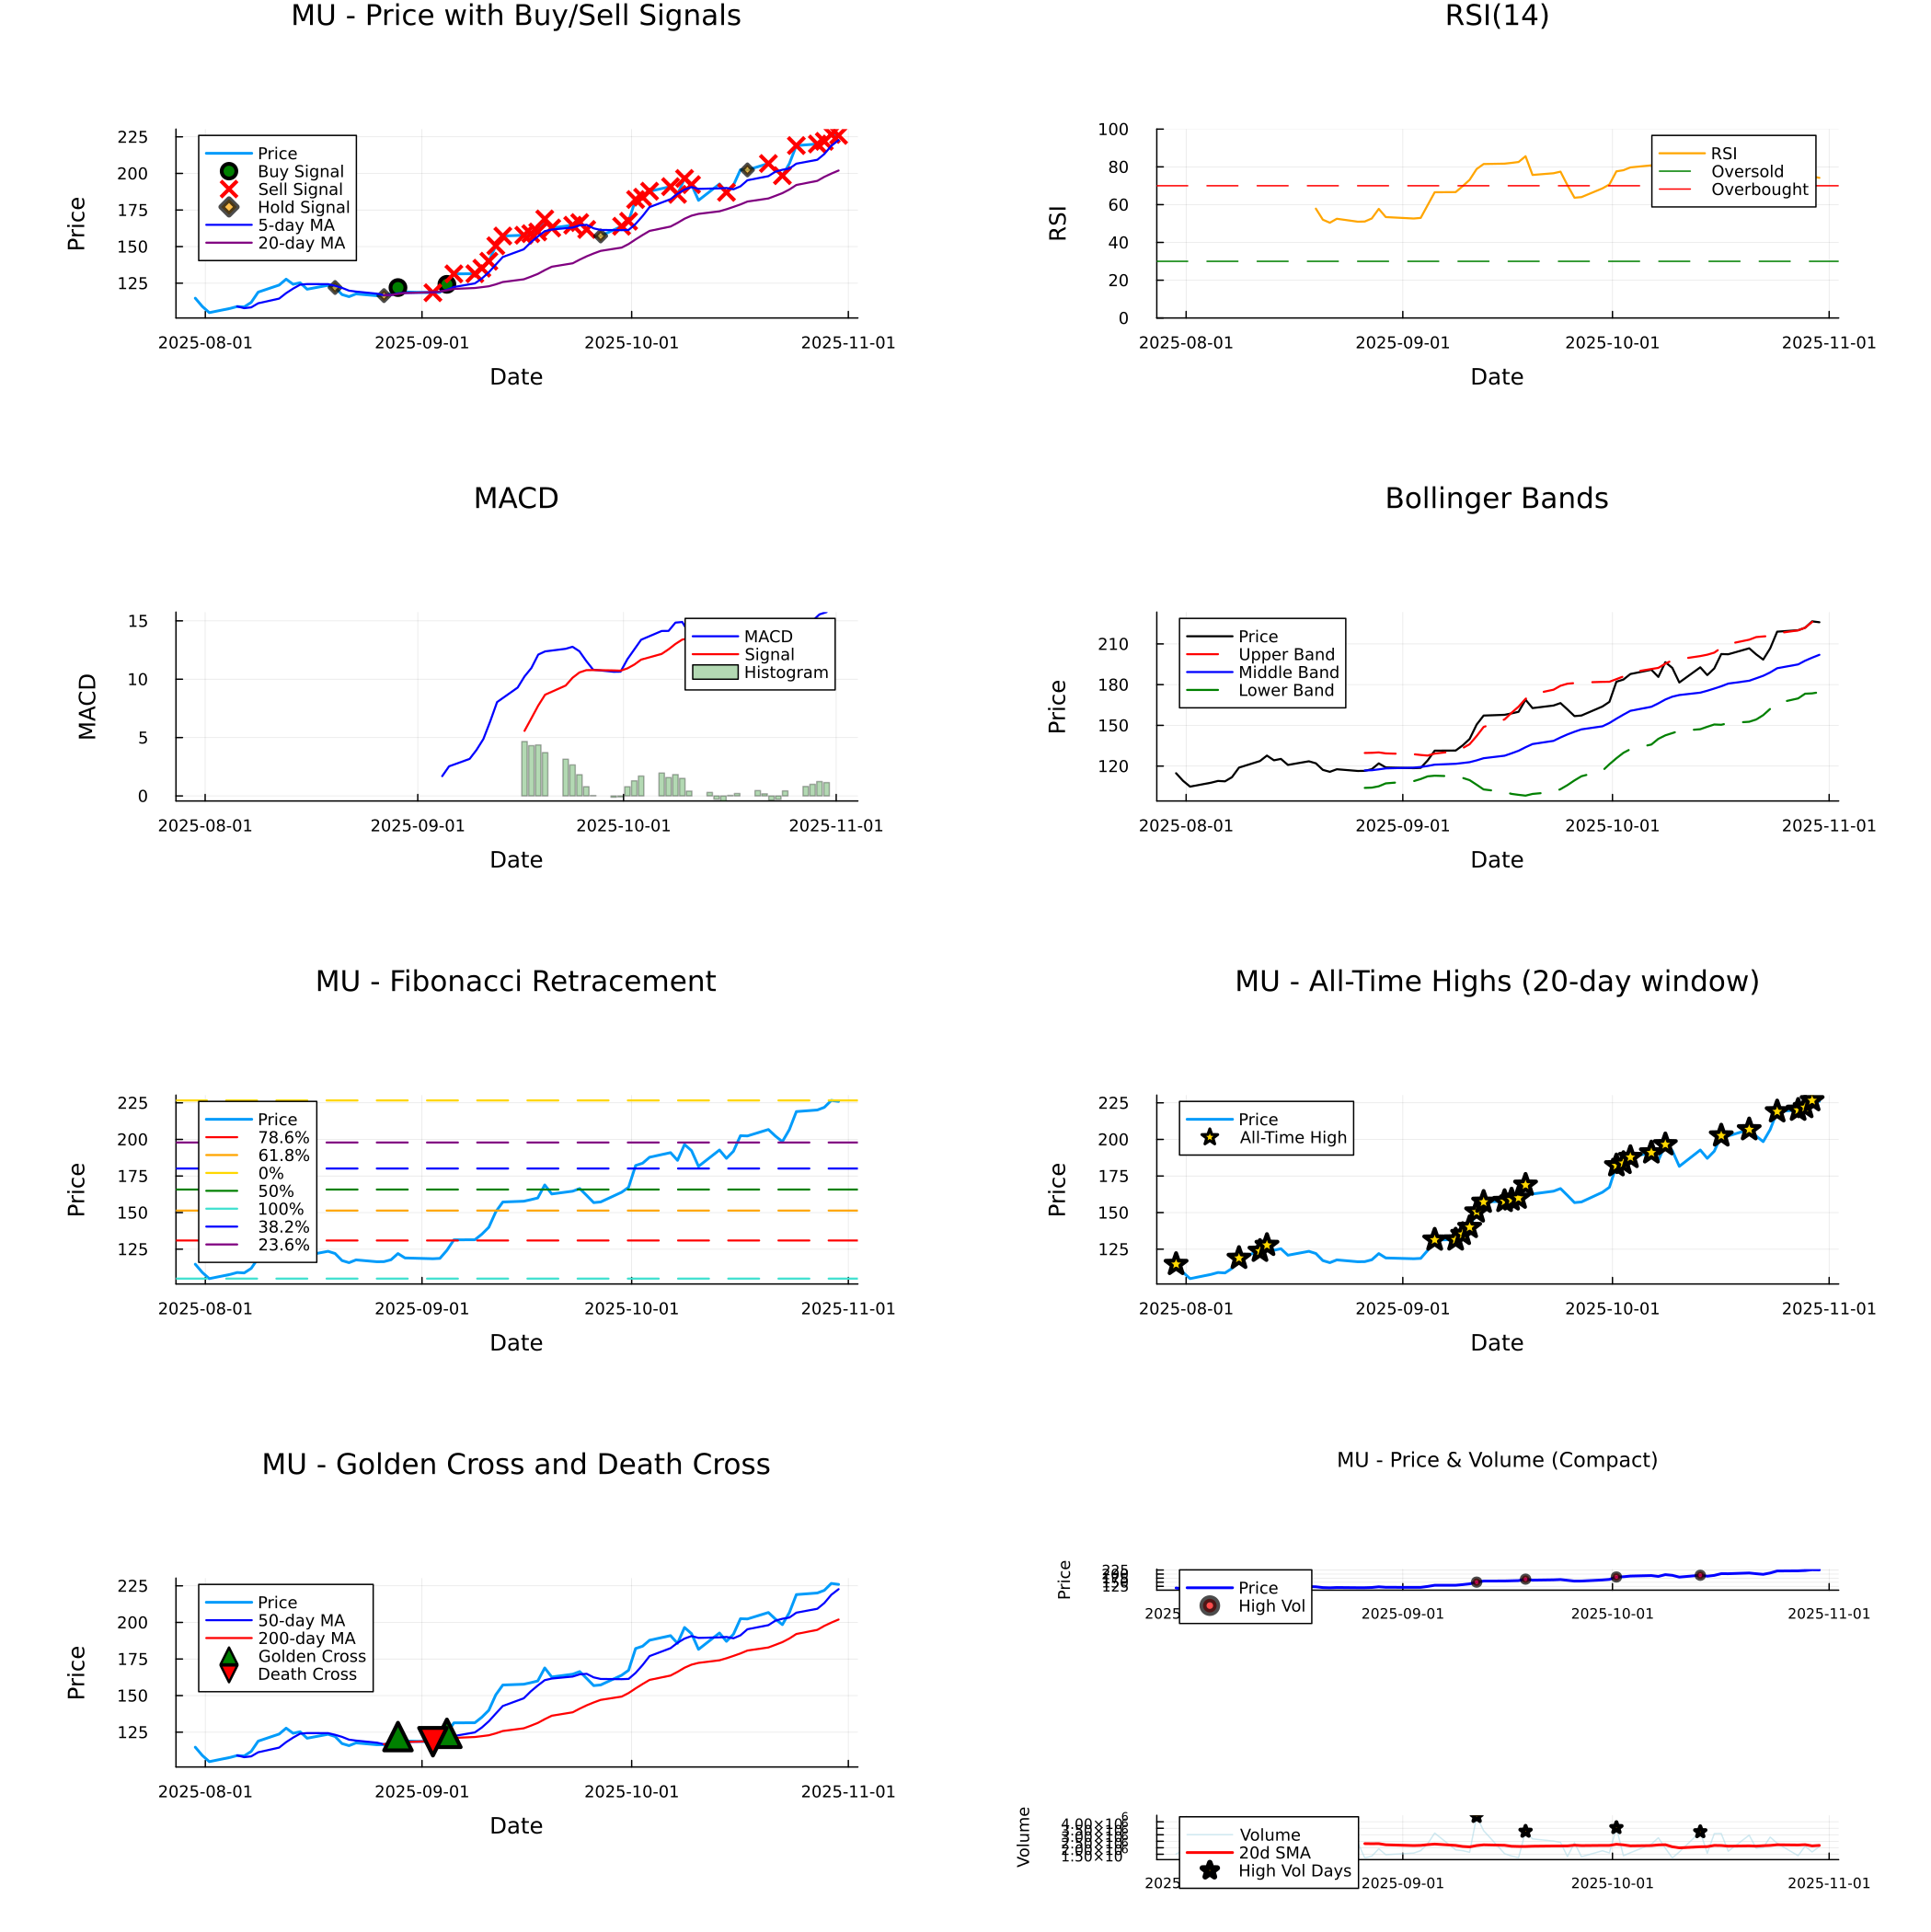 MU - Price with Buy/Sell Signals
225
200
175
150
125
Price
Price
Buy Signal
Sell Signal
Hold Signal
5-day MA
20-day MA
2025-08-01
2025-09-01
2025-10-01
2025-11-01
Date
RSI(14)
100
80
60
40
20
0
RSI
RSI
Oversold
Overbought
2025-08-01
2025-09-01
2025-10-01
2025-11-01
Date
MACD
15
10
5
0
MACD
MACD
Signal
Histogram
2025-08-01
2025-09-01
2025-10-01
2025-11-01
Date
Bollinger Bands
210
180
150
120
Price
Price
Upper Band
Middle Band
Lower Band
2025-08-01
2025-09-01
2025-10-01
2025-11-01
Date
MU - Fibonacci Retracement
225
200
175
150
125
Price
Price
78.6%
61.8%
0%
50%
100%
38.2%
23.6%
2025-08-01
2025-09-01
2025-10-01
2025-11-01
Date
MU - All-Time Highs (20-day window)
225
200
175
150
125
Price
Price
All-Time High
2025-08-01
2025-09-01
2025-10-01
2025-11-01
Date
MU - Golden Cross and Death Cross
225
200
175
150
125
Price
Price
50-day MA
200-day MA
Golden Cross
Death Cross
2025-08-01
2025-09-01
2025-10-01
2025-11-01
Date
MU - Price & Volume (Compact)
Price
125
Price
High Vol
2025
2025-09-01
2025-10-01
2025-11-01
Volume
Volume
20d SMA
High Vol Days
2025
2025-09-01
2025-10-01
2025-11-01